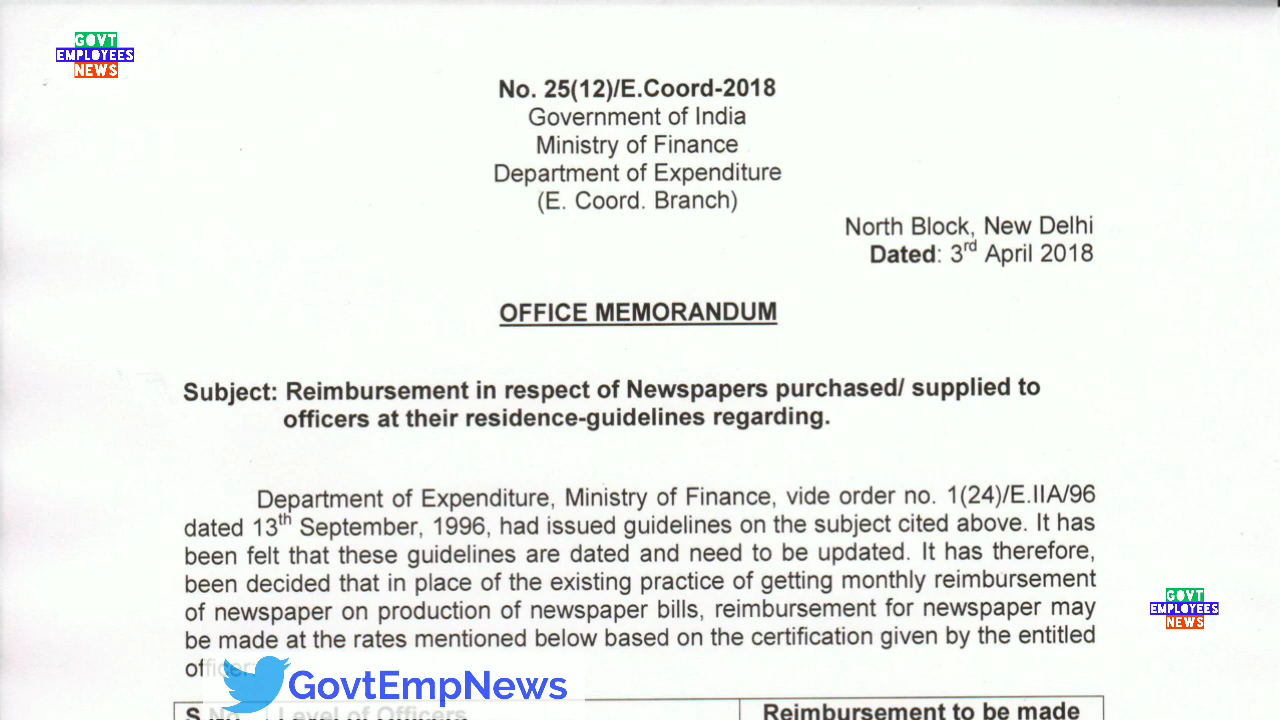 GOVT
EMPLOYEES
NEWS
No. 25(12)/E.Coord-2018
Government of India
Ministry of Finance
Department of Expenditure
(E. Coord. Branch)
North Block, New Delhi
Dated: 3rd April 2018
OFFICE MEMORANDUM
Subject: Reimbursement in respect of Newspapers purchased/ supplied to
officers at their residence-guidelines regarding.
Department of Expenditure, Ministry of Finance, vide order no. 1(24)/E.IIA/96
dated 13th September, 1996, had issued guidelines on the subject cited above. It has
been felt that these guidelines are dated and need to be updated. It has therefore,
been decided that in place of the existing practice of getting monthly reimbursement
of newspaper on production of newspaper bills, reimbursement for newspaper may
be made at the rates mentioned below based on the certification given by the entitled
officer:
GOVT
EMPLOYEES
NEWS
GovtEmpNews
S.No. Level of Officers Reimbursement to be made